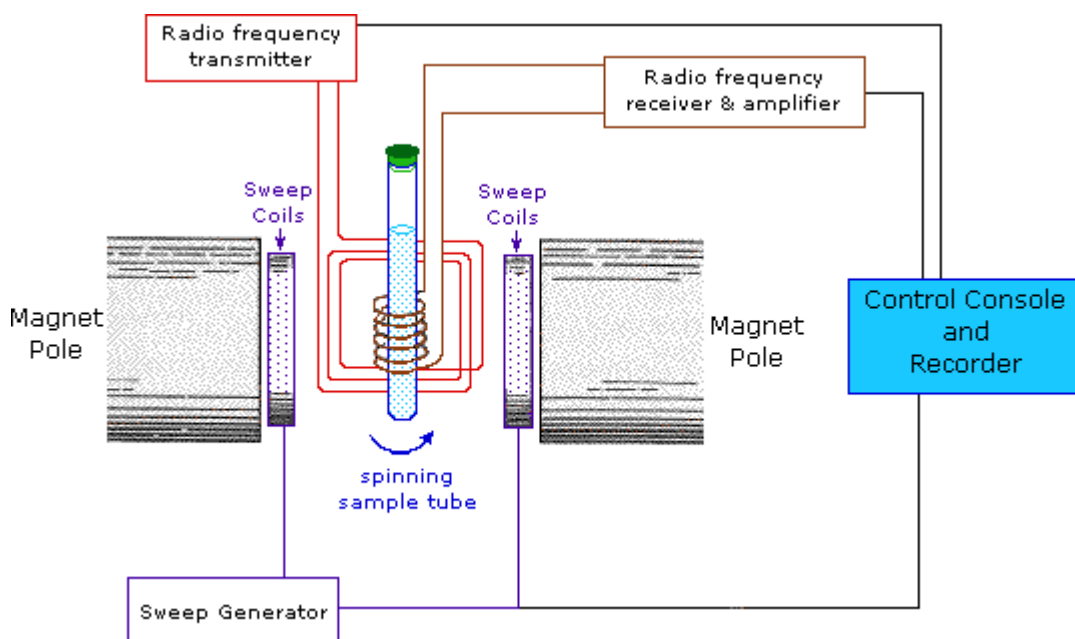 Radio frequency
transmitter
Radio frequency
receiver & amplifier
Sweep
Coils
Sweep
Coils
Magnet
Pole
Magnet
Pole
Control Console
and
Recorder
spinning
sample tube
Sweep Generator